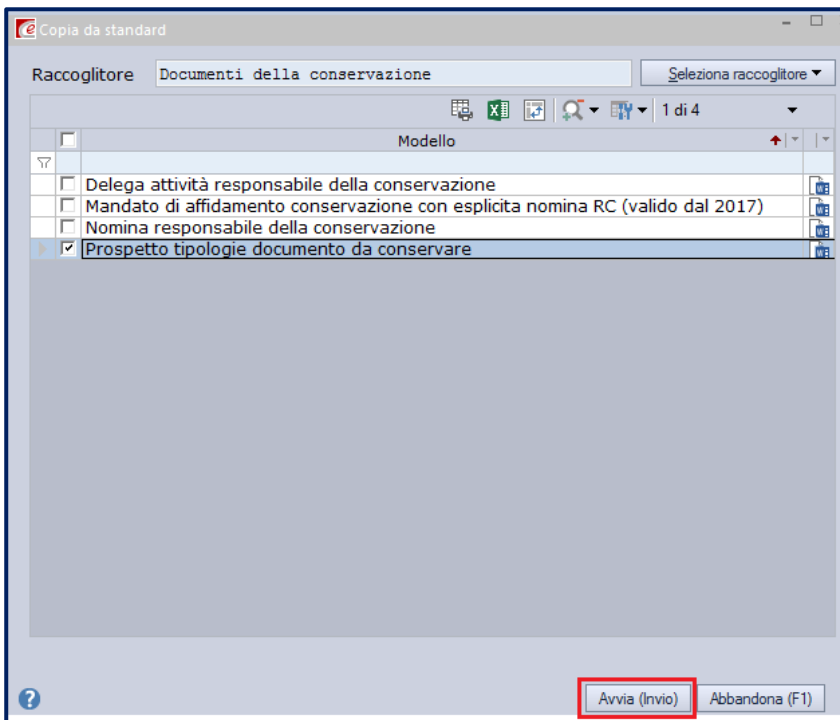 Copia da standard
Raccoglitore Documenti della conservazione Seleziona raccoglitore
1 di 4
Modello
Delega attività responsabile della conservazione
Mandato di affidamento conservazione con esplicita nomina RC (valido dal 2017)
Nomina responsabile della conservazione
Prospetto tipologie documento da conservare
Avvia (Invio) Abbandona (F1)